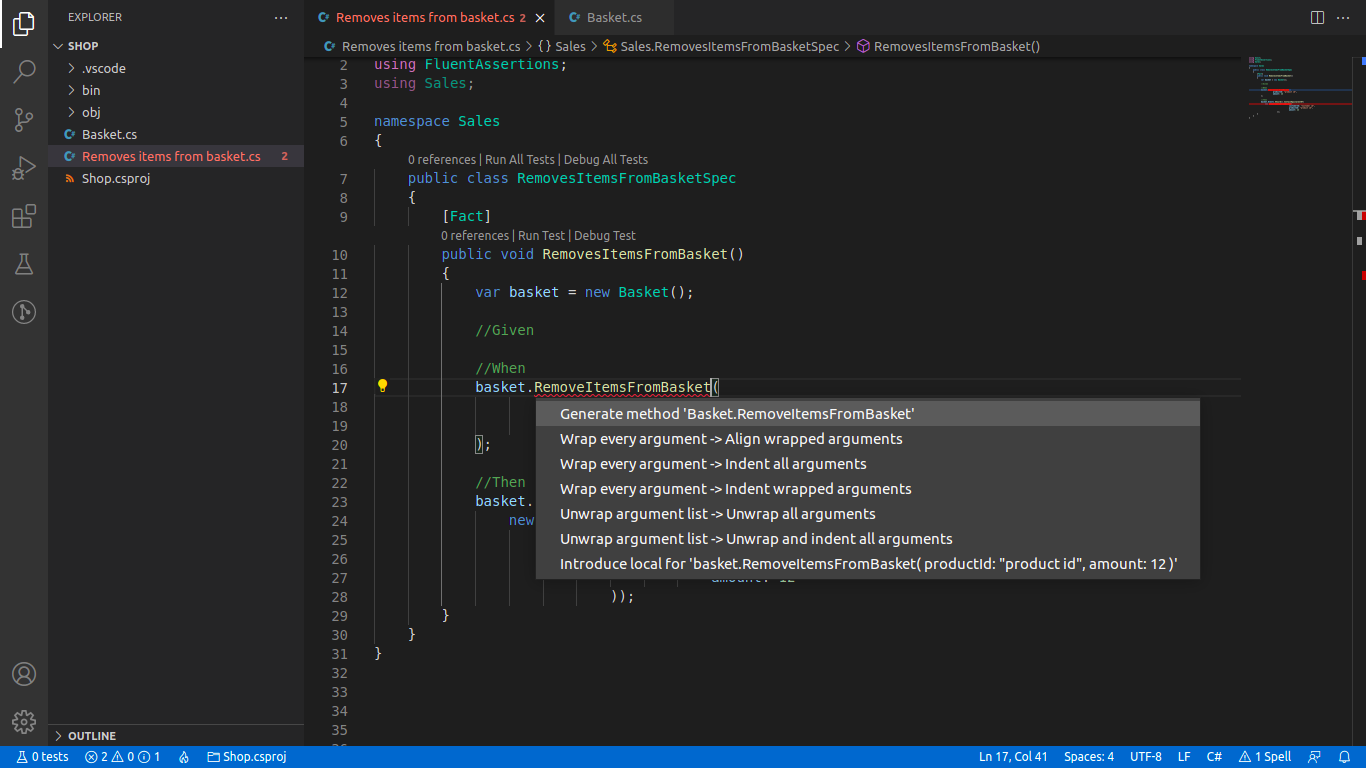 EXPLORER
SHOP
.vscode
bin
obj
Basket.cs
Removes items from basket.cs 2
Shop.csproj
OUTLINE
Removes items from basket.cs 2
Basket.cs
Removes items from basket.cs > {} Sales > Sales.RemovesItemsFromBasketSpec > RemovesItemsFromBasket()
2 using FluentAssertions;
3 using Sales;
4
5 namespace Sales
6 {
0 references | Run All Tests | Debug All Tests
7 public class RemovesItemsFromBasketSpec
8 {
9 [Fact]
0 references | Run Test | Debug Test
10 public void RemovesItemsFromBasket()
11 {
12 var basket = new Basket();
13
14 //Given
15
16 //When
17 basket.RemoveItemsFromBasket(
18
19
20 );
21
22 //Then
23 basket.
24 new
25
26
27
28 ));
29 }
30 }
31 }
32
33
34
35
Generate method 'Basket.RemoveItemsFromBasket'
Wrap every argument -> Align wrapped arguments
Wrap every argument -> Indent all arguments
Wrap every argument -> Indent wrapped arguments
Unwrap argument list -> Unwrap all arguments
Unwrap argument list -> Unwrap and indent all arguments
Introduce local for 'basket.RemoveItemsFromBasket( productId: "product id", amount: 12 )'
0 tests 2 0 1 Shop.csproj Ln 17, Col 41 Spaces: 4 UTF-8 LF C# 1 Spell